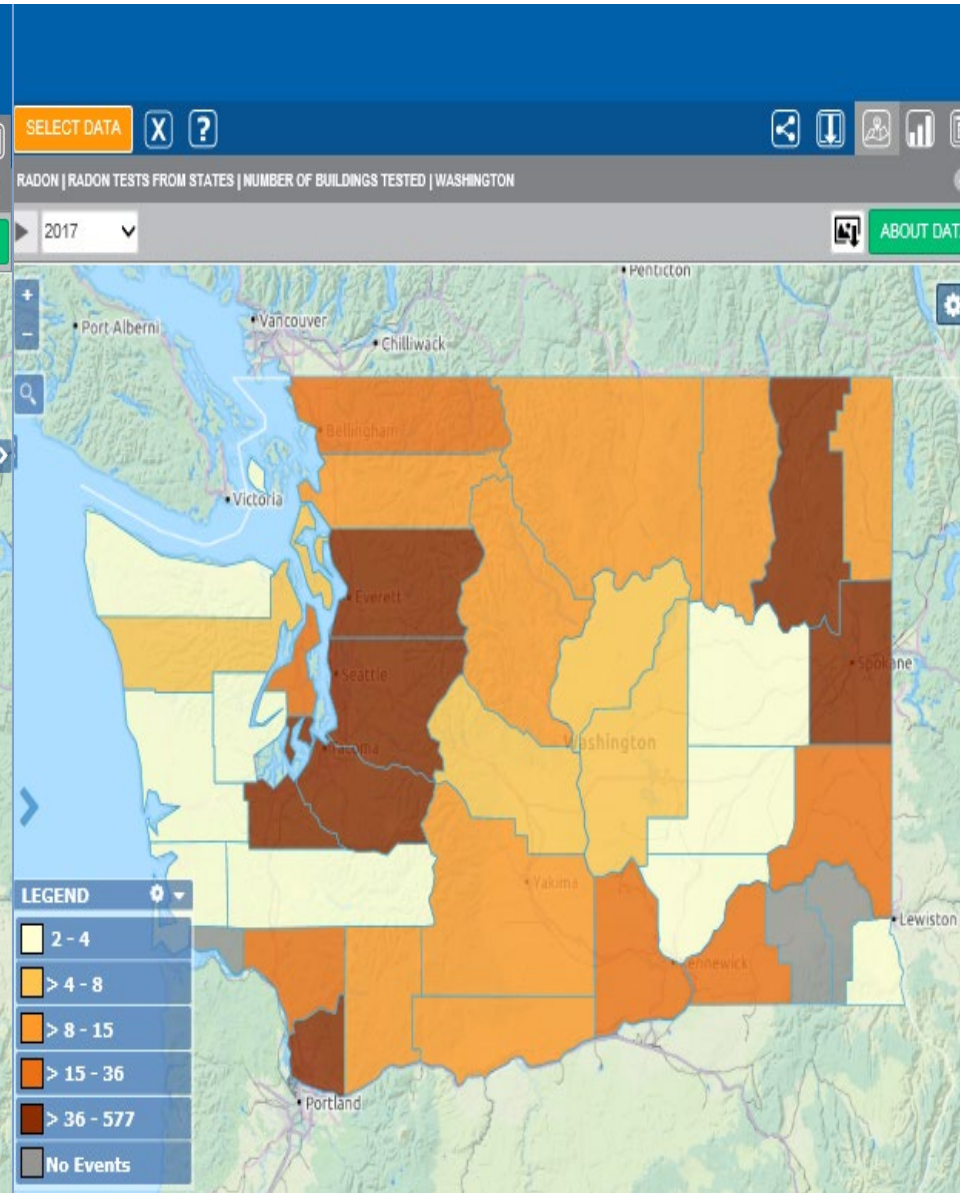 SELECT DATA X ?
RADON | RADON TESTS FROM STATES | NUMBER OF BUILDINGS TESTED | WASHINGTON
2017 ABOUT DAT
+
−
Penticton
Port Alberni
Vancouver
Chilliwack
Bellingham
Victoria
Everett
Seattle
Spokane
Tacoma
Washington
Yakima
Lewiston
Kennewick
Portland
LEGEND
2 - 4
> 4 - 8
> 8 - 15
> 15 - 36
> 36 - 577
No Events